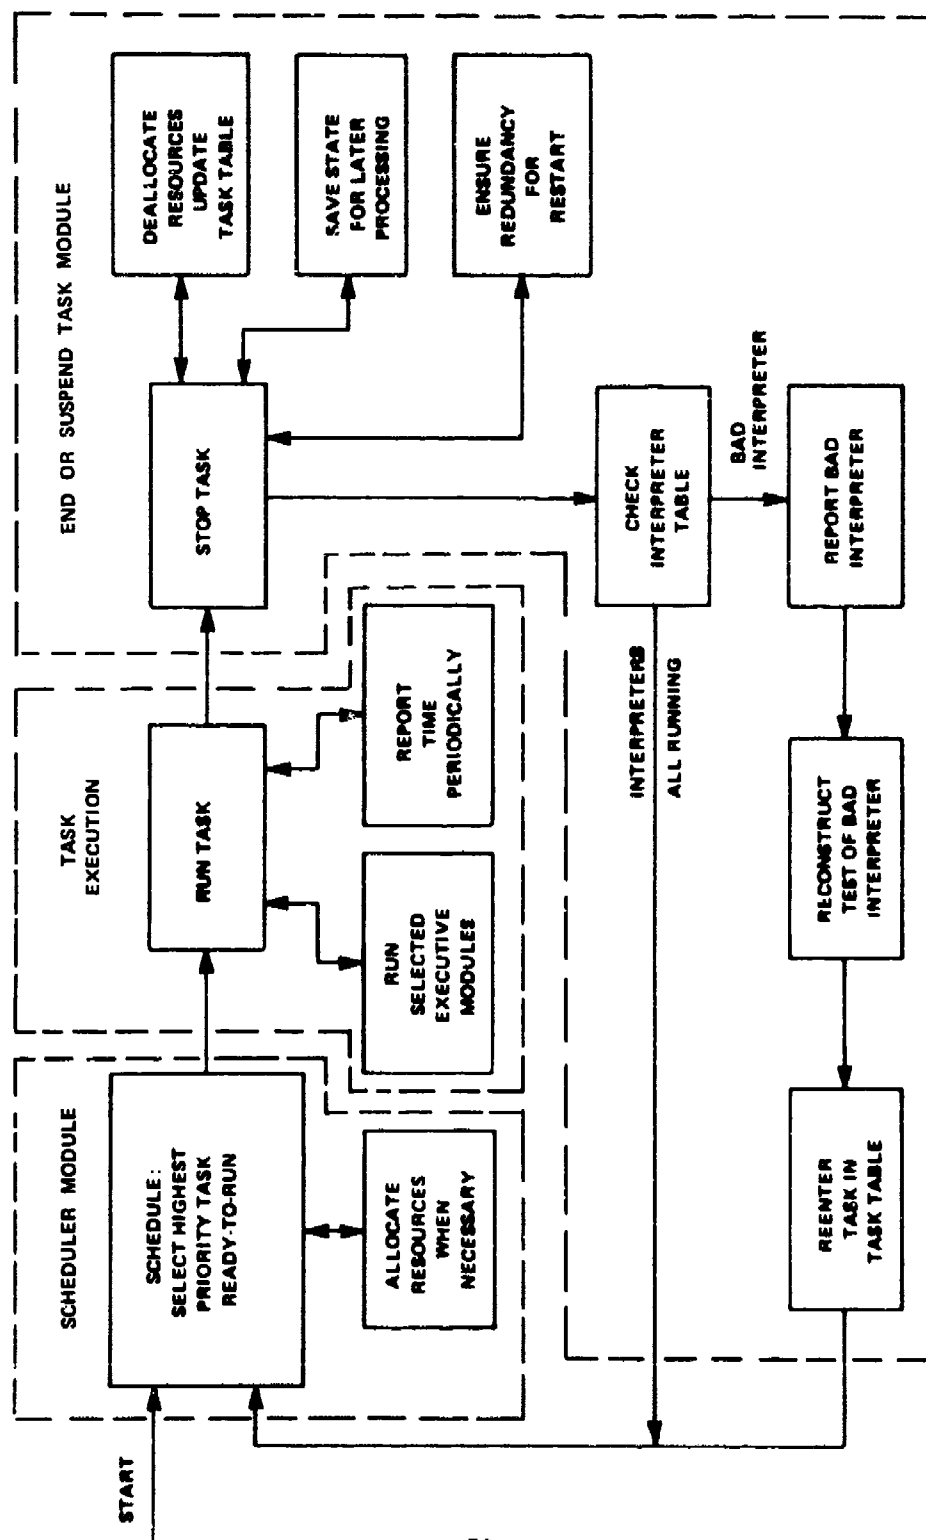 START
SCHEDULER MODULE
SCHEDULE:
SELECT HIGHEST
PRIORITY TASK
READY-TO-RUN
ALLOCATE
RESOURCES
WHEN
NECESSARY
TASK
EXECUTION
RUN TASK
RUN
SELECTED
EXECUTIVE
MODULES
REPORT
TIME
PERIODICALLY
END OR SUSPEND TASK MODULE
STOP TASK
DEALLOCATE
RESOURCES
UPDATE
TASK TABLE
SAVE STATE
FOR LATER
PROCESSING
ENSURE
REDUNDANCY
FOR
RESTART
CHECK
INTERPRETER
TABLE
INTERPRETERS
ALL RUNNING
BAD
INTERPRETER
REPORT BAD
INTERPRETER
RECONSTRUCT
TEST OF BAD
INTERPRETER
REENTER
TASK IN
TASK TABLE